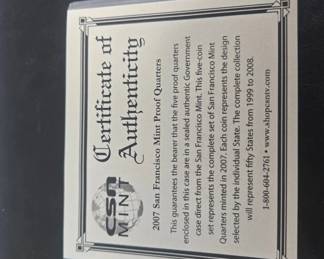 CSN
MINT
Certificate of
Authenticity
2007 San Francisco Mint Proof Quarters
This guarantees the bearer that the five proof quarters
enclosed in this case are in a sealed authentic Government
case direct from the San Francisco Mint. This five-coin
set represents the complete set of San Francisco Mint
Quarters minted in 2007. Each coin represents the design
selected by the individual State. The complete collection
will represent fifty States from 1999 to 2008.
1-800-604-2761 • www.shopcsntv.com